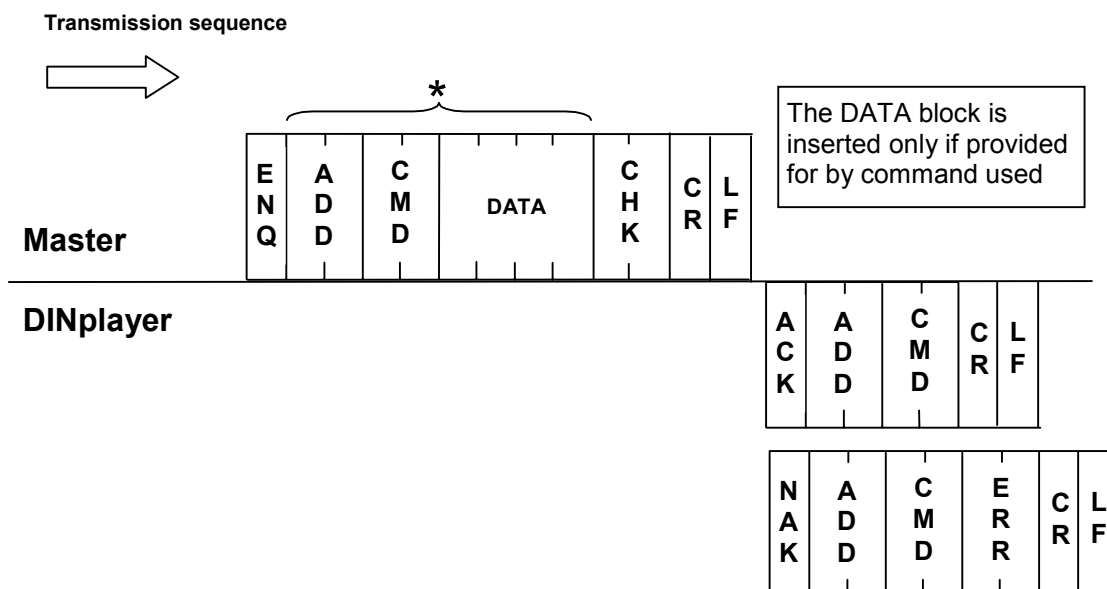 Transmission sequence
*
The DATA block is
inserted only if provided
for by command used
Master
ENQ ADD CMD DATA CHK CR LF
DINplayer
ACK ADD CMD CR LF
NAK ADD CMD ERR CR LF